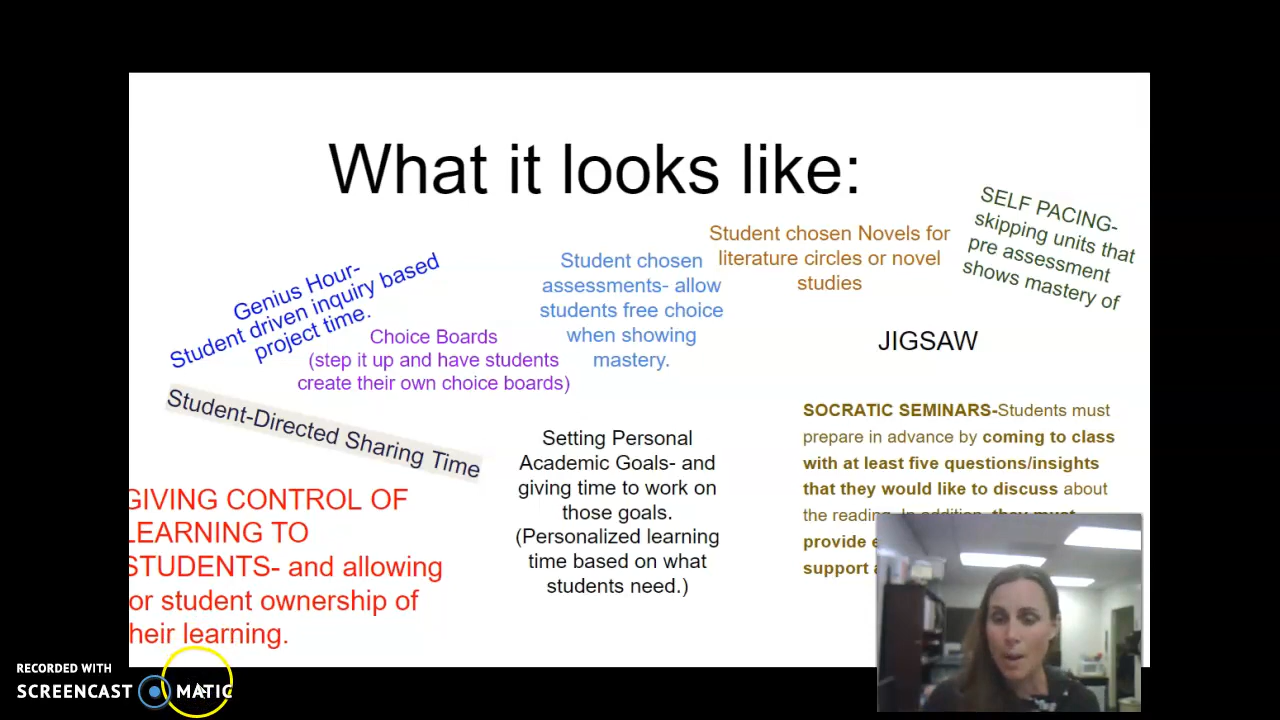 What it looks like:
SELF PACING-
skipping units that
pre assessment
shows mastery of
Student chosen Novels for
literature circles or novel
studies
Student chosen
assessments- allow
students free choice
when showing
mastery.
Genius Hour-
Student driven inquiry based
project time.
Choice Boards
(step it up and have students
create their own choice boards)
JIGSAW
Student-Directed Sharing Time
SOCRATIC SEMINARS-Students must
prepare in advance by coming to class
with at least five questions/insights
that they would like to discuss about
the reading. In addition, they must
provide e
support a
Setting Personal
Academic Goals- and
giving time to work on
those goals.
(Personalized learning
time based on what
students need.)
GIVING CONTROL OF
LEARNING TO
STUDENTS- and allowing
or student ownership of
heir learning.
RECORDED WITH
SCREENCAST MATIC